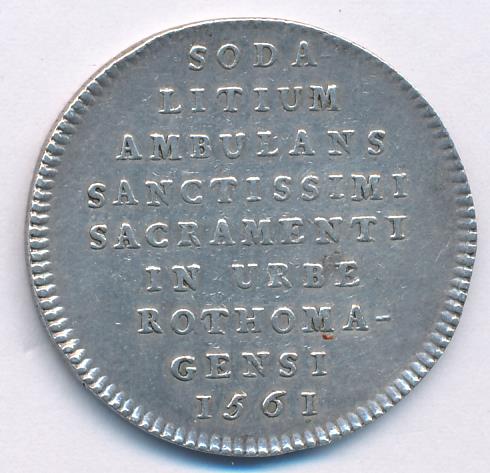 SODA
LITIUM
AMBULANS
SANCTISSIMI
SACRAMENTI
IN URBE
ROTHOMA-
GENSI
1561